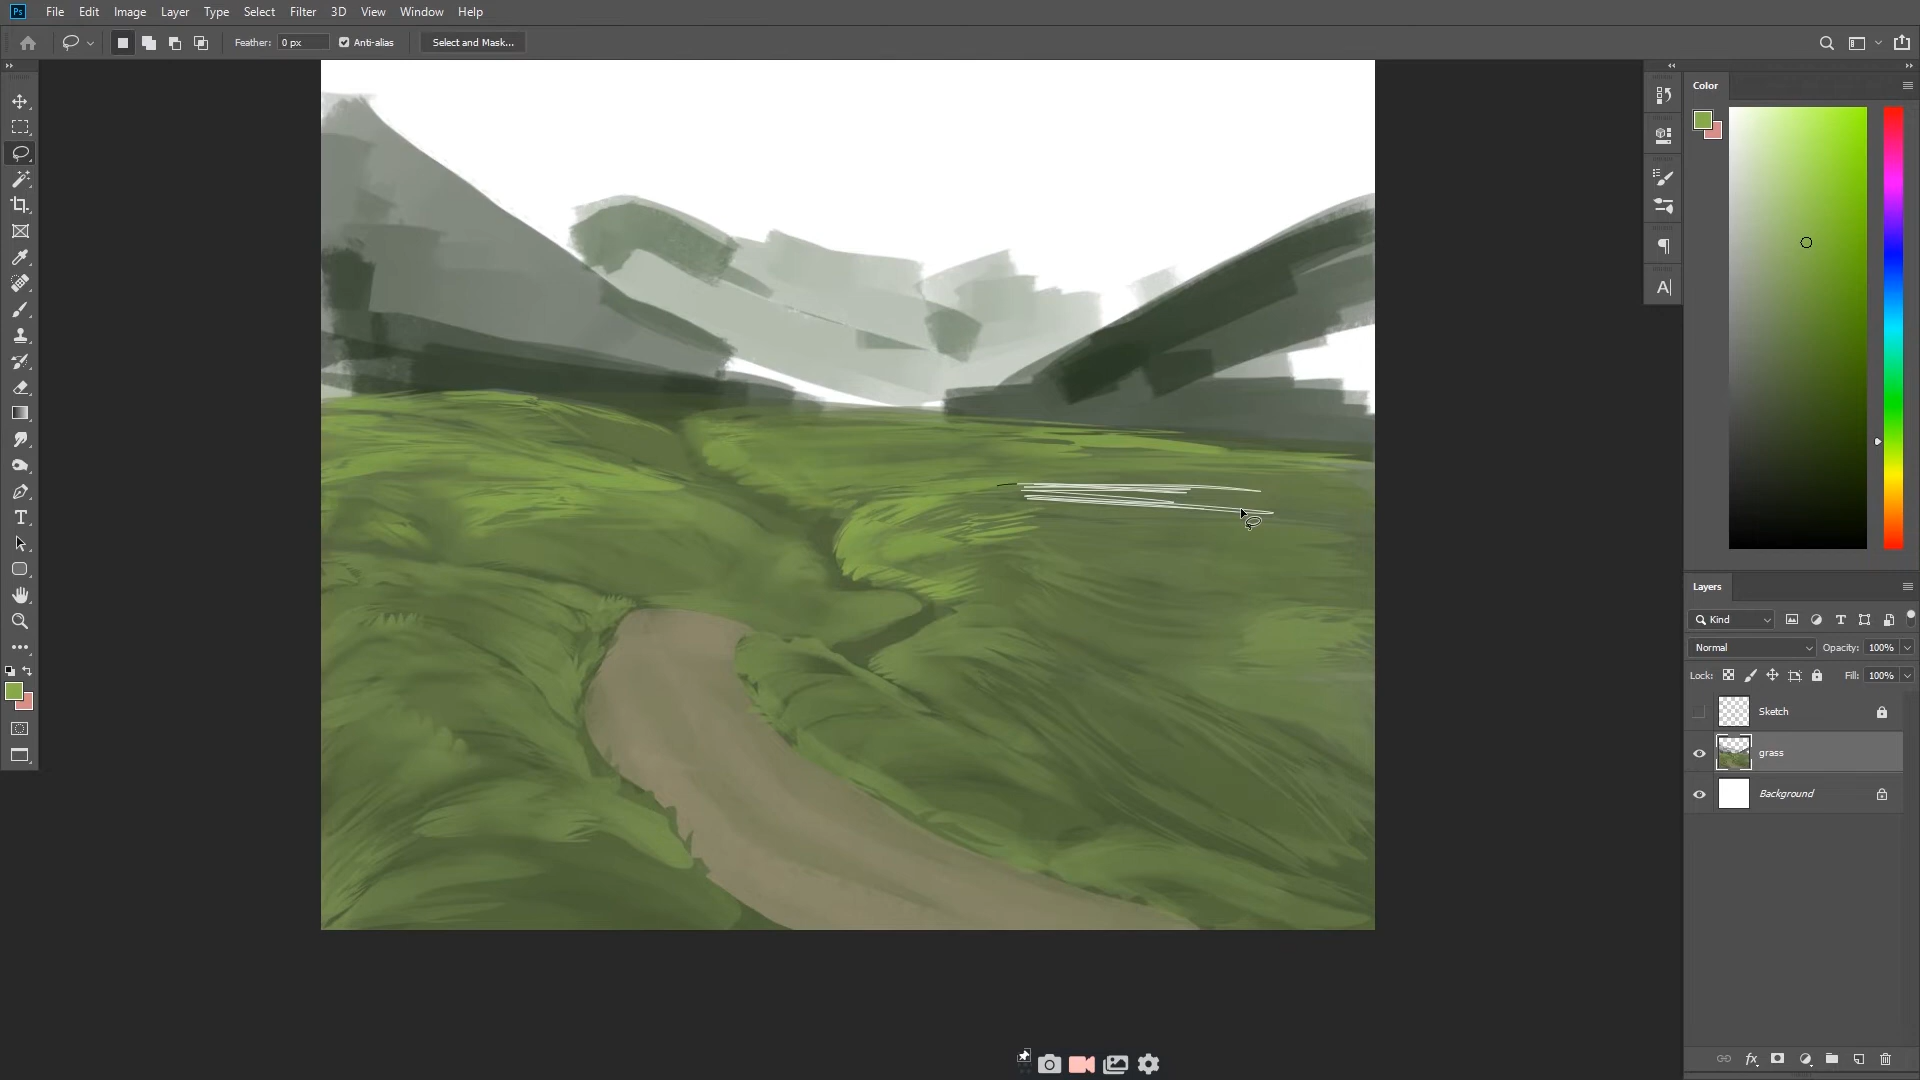 Ps File Edit Image Layer Type Select Filter 3D View Window Help
Feather: 0 px Anti-alias Select and Mask...
Color
Layers
Kind
Normal Opacity: 100%
Lock: Fill: 100%
Sketch
grass
Background